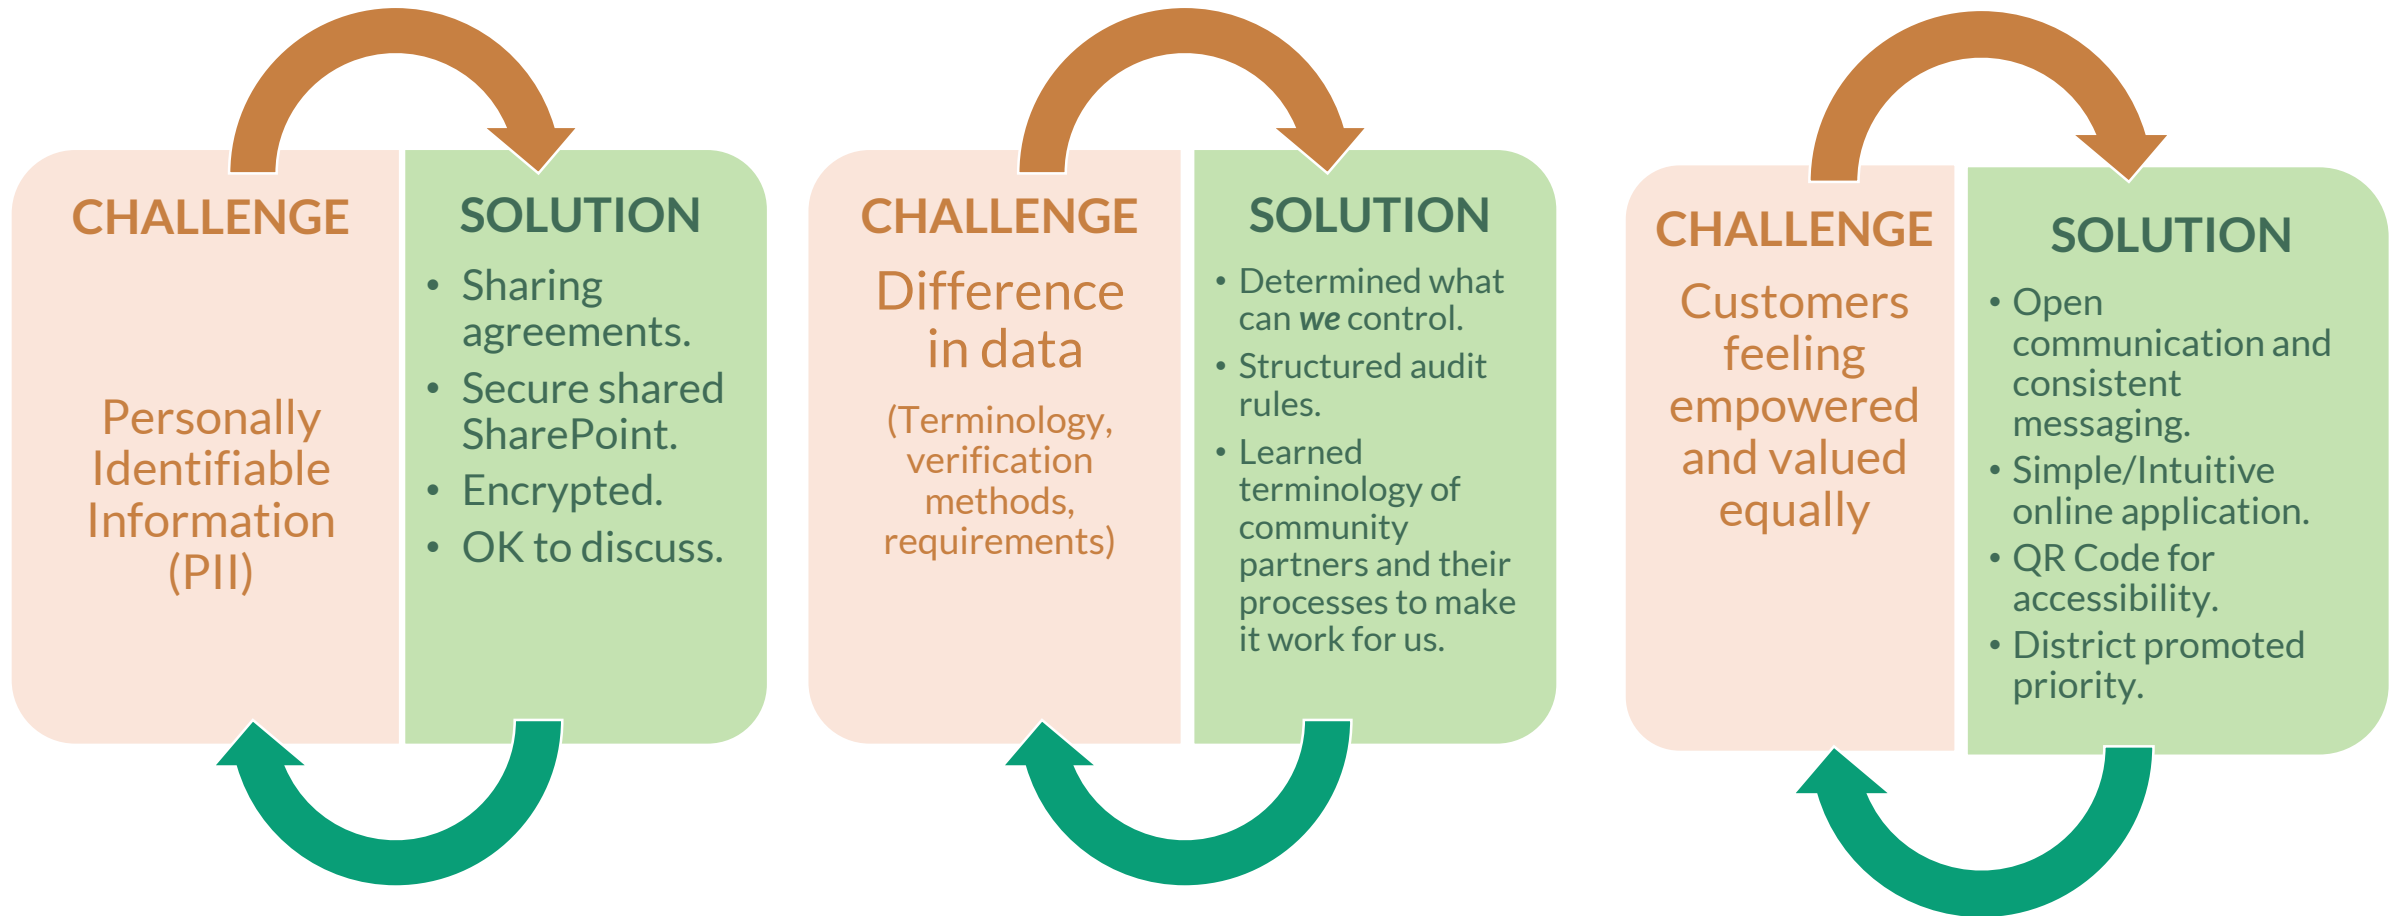 CHALLENGE
Personally
Identifiable
Information
(PII)
SOLUTION
• Sharing
agreements.
• Secure shared
SharePoint.
• Encrypted.
• OK to discuss.
CHALLENGE
Difference
in data
(Terminology,
verification
methods,
requirements)
SOLUTION
• Determined what
can we control.
• Structured audit
rules.
• Learned
terminology of
community
partners and their
processes to make
it work for us.
CHALLENGE
Customers
feeling
empowered
and valued
equally
SOLUTION
• Open
communication and
consistent
messaging.
• Simple/Intuitive
online application.
• QR Code for
accessibility.
• District promoted
priority.